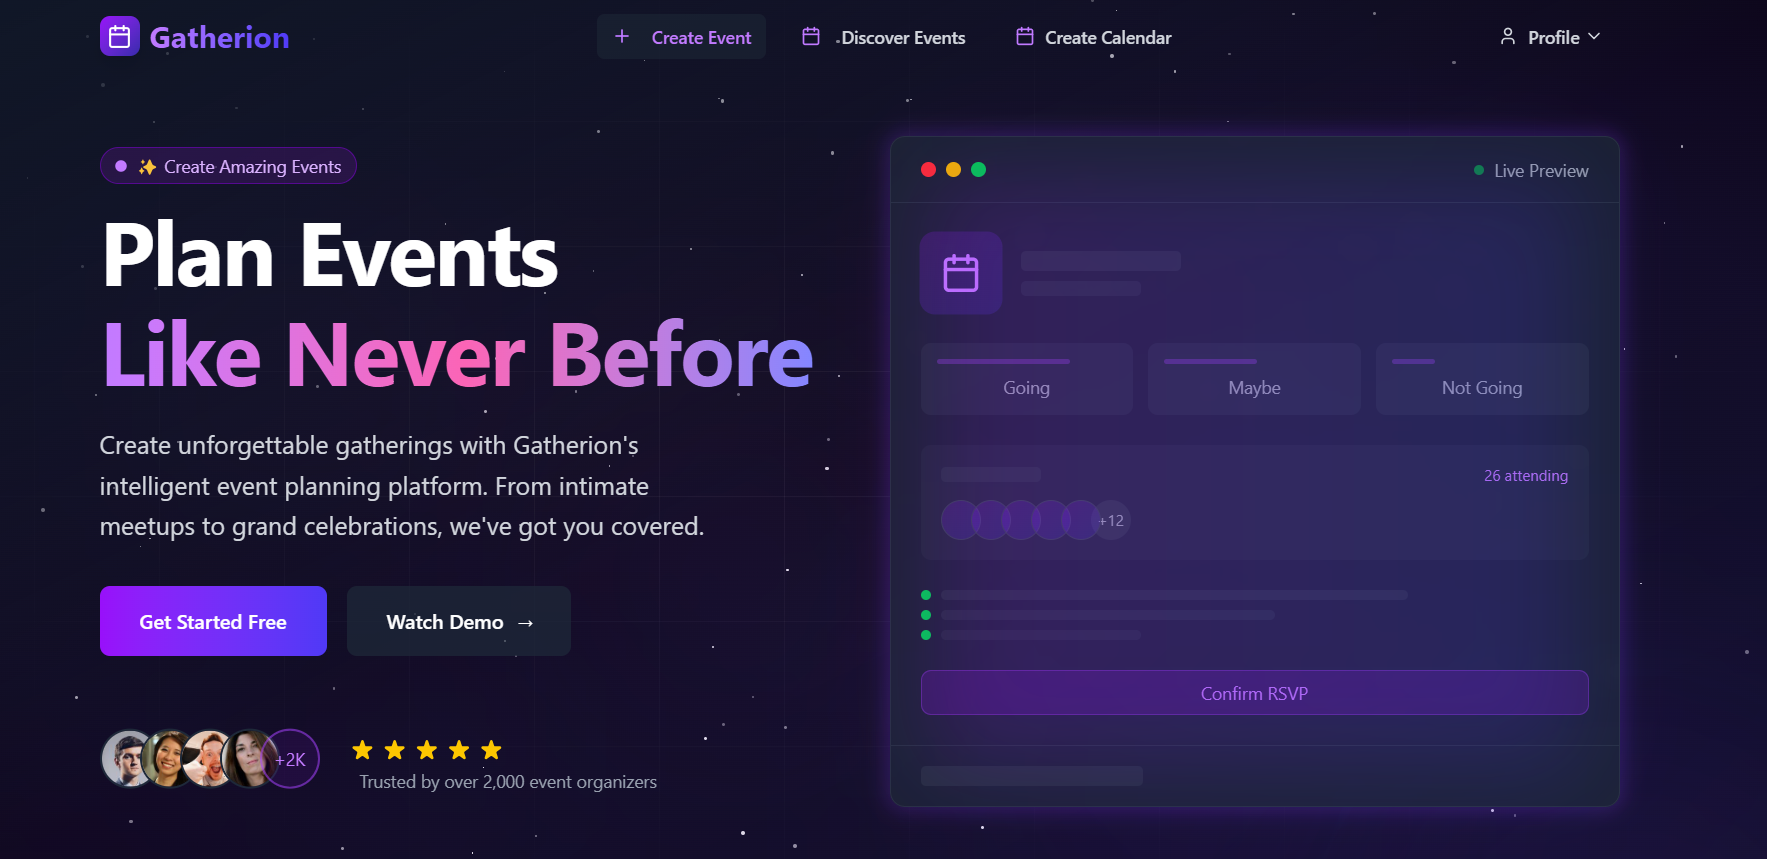 Gatherion
Create Event
Discover Events
Create Calendar
Profile
Create Amazing Events
Plan Events
Like Never Before
Create unforgettable gatherings with Gatherion's
intelligent event planning platform. From intimate
meetups to grand celebrations, we've got you covered.
Get Started Free
Watch Demo →
+2K
Trusted by over 2,000 event organizers
Live Preview
Going
Maybe
Not Going
26 attending
+12
Confirm RSVP